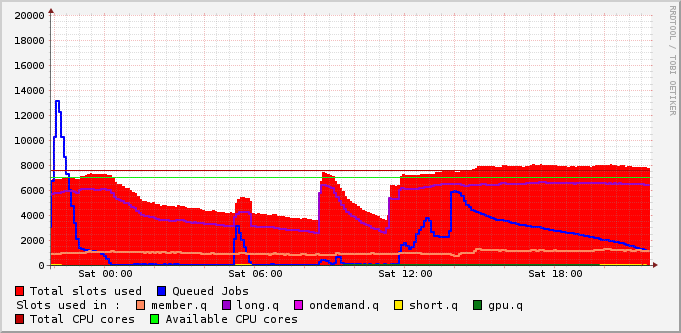 20000
18000
16000
14000
12000
10000
8000
6000
4000
2000
0
Sat 00:00 Sat 06:00 Sat 12:00 Sat 18:00
Total slots used Queued Jobs
Slots used in : member.q long.q ondemand.q short.q gpu.q
Total CPU cores Available CPU cores
RRDTOOL / TOBI OETIKER